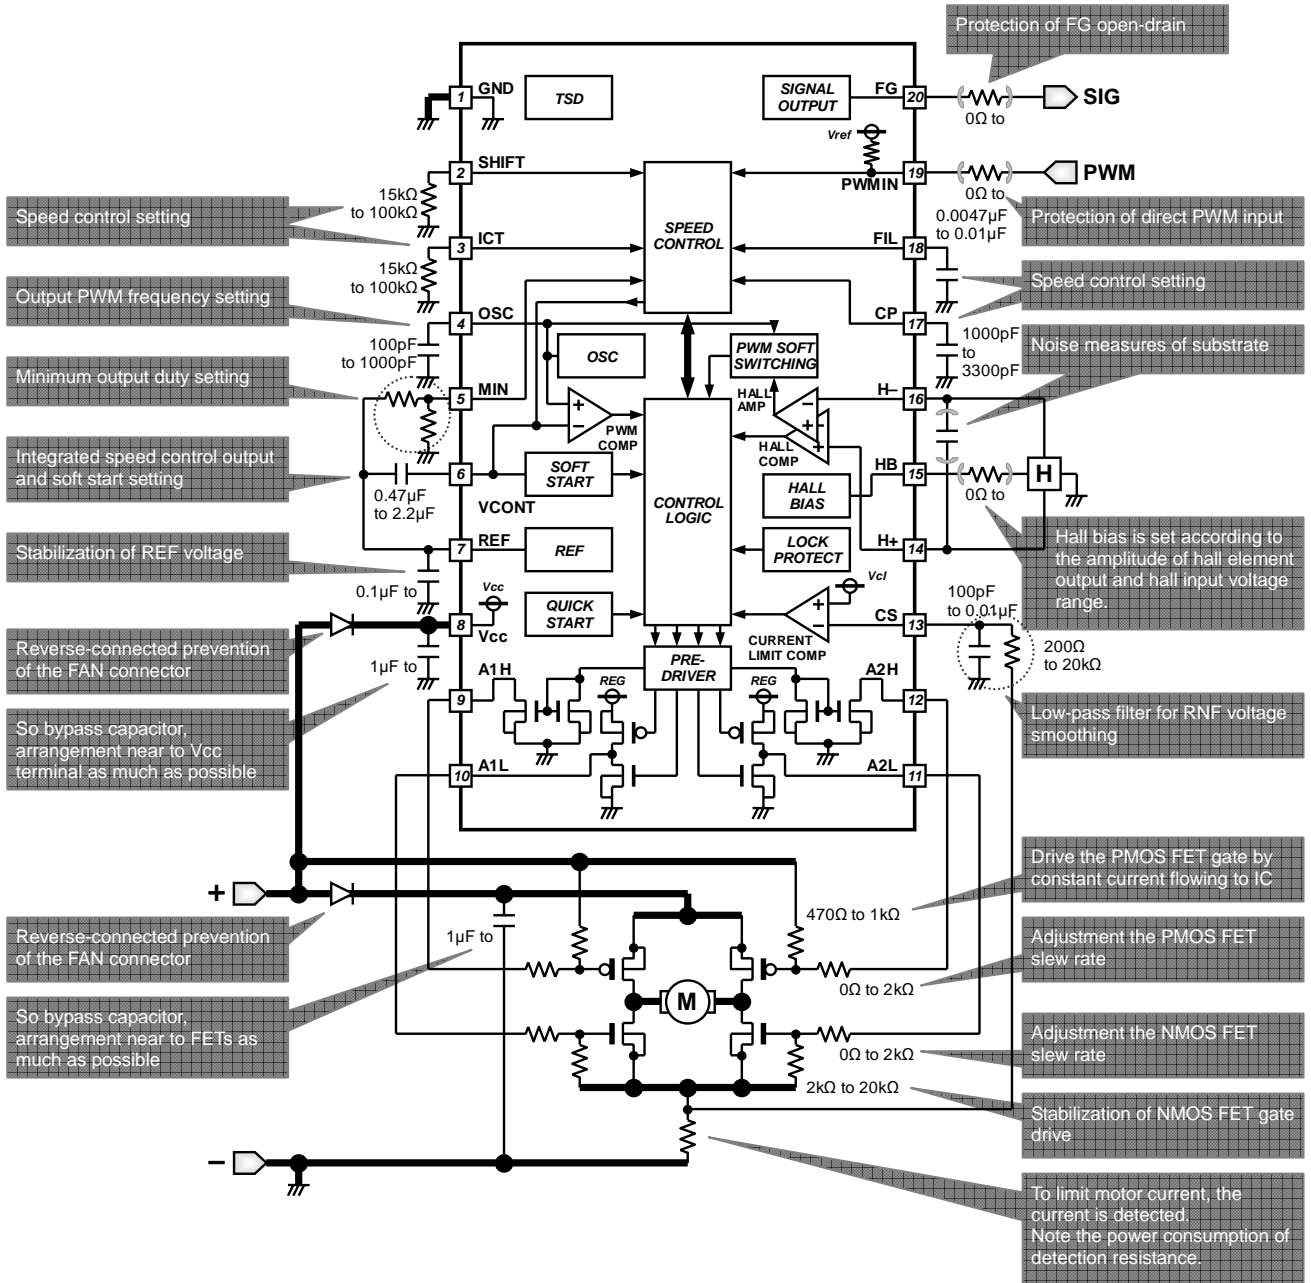 Protection of FG open-drain
1
GND
TSD
SIGNAL
OUTPUT
FG
20
SIG
0Ω to
Vref
2
SHIFT
PWMIN
19
PWM
0Ω to
15kΩ
to 100kΩ
Speed control setting
SPEED
CONTROL
0.0047µF
to 0.01µF
Protection of direct PWM input
3
ICT
FIL
18
15kΩ
to 100kΩ
Speed control setting
Output PWM frequency setting
4
OSC
CP
17
100pF
to 1000pF
OSC
PWM SOFT
SWITCHING
1000pF
to
3300pF
Noise measures of substrate
Minimum output duty setting
5
MIN
HALL
AMP
H–
16
+
–
PWM
COMP
–
+
+
HALL
COMP
Integrated speed control output
and soft start setting
6
VCONT
SOFT
START
CONTROL
LOGIC
HALL
BIAS
HB
15
0Ω to
H
0.47µF
to 2.2µF
Stabilization of REF voltage
7
REF
REF
LOCK
PROTECT
H+
14
Hall bias is set according to
the amplitude of hall element
output and hall input voltage
range.
0.1µF to
Vcc
QUICK
START
Vcl
+
–
CURRENT
LIMIT COMP
CS
13
100pF
to 0.01µF
8
Vcc
200Ω
to 20kΩ
Reverse-connected prevention
of the FAN connector
1µF to
PRE-
DRIVER
9
A1H
REG
REG
A2H
12
So bypass capacitor,
arrangement near to Vcc
terminal as much as possible
Low-pass filter for RNF voltage
smoothing
10
A1L
A2L
11
+
Drive the PMOS FET gate by
constant current flowing to IC
470Ω to 1kΩ
Reverse-connected prevention
of the FAN connector
1µF to
Adjustment the PMOS FET
slew rate
0Ω to 2kΩ
M
So bypass capacitor,
arrangement near to FETs as
much as possible
Adjustment the NMOS FET
slew rate
0Ω to 2kΩ
2kΩ to 20kΩ
Stabilization of NMOS FET gate
drive
–
To limit motor current, the
current is detected.
Note the power consumption of
detection resistance.